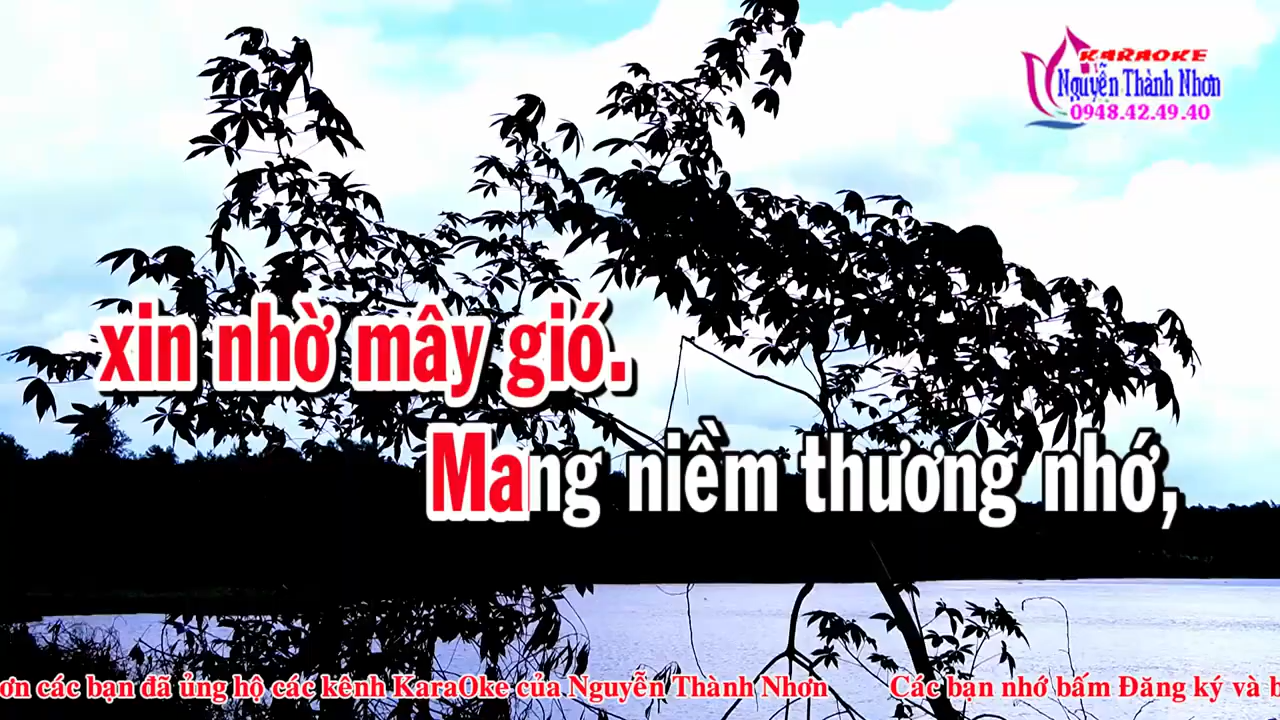 KARAOKE
Nguyễn Thành Nhơn
0948.42.49.40
xin nhờ mây gió.
Mang niềm thương nhớ,
ơn các bạn đã ủng hộ các kênh KaraOke của Nguyễn Thành Nhơn Các bạn nhớ bấm Đăng ký và b